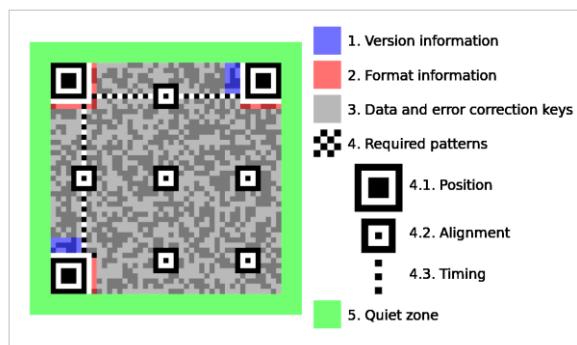 1. Version information
2. Format information
3. Data and error correction keys
4. Required patterns
4.1. Position
4.2. Alignment
4.3. Timing
5. Quiet zone